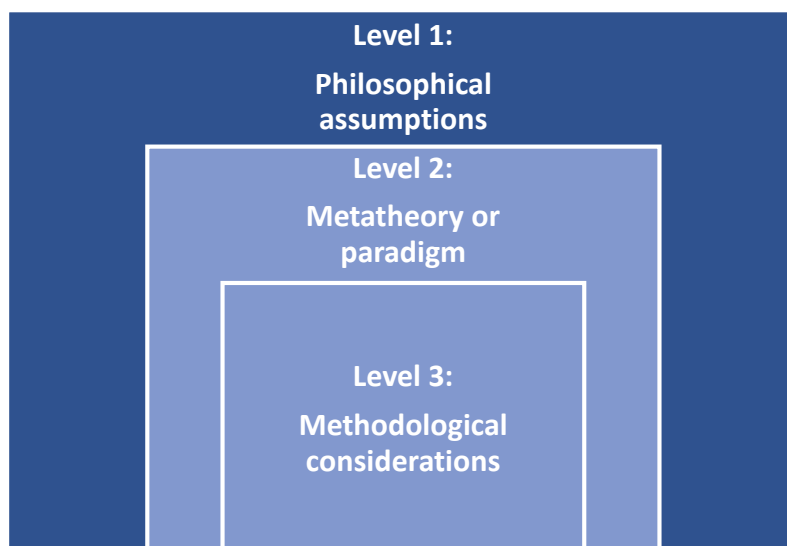 Level 1:
Philosophical
assumptions
Level 2:
Metatheory or
paradigm
Level 3:
Methodological
considerations